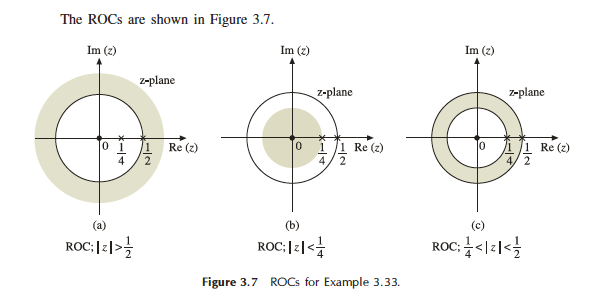 The ROCs are shown in Figure 3.7.
Im (z) Im (z) Im (z)
z-plane z-plane z-plane
0 1/4 1/2 Re (z) 0 1/4 1/2 Re (z) 0 1/4 1/2 Re (z)
(a) (b) (c)
ROC; |z|>1/2 ROC; |z|<1/4 ROC; 1/4<|z|<1/2
Figure 3.7 ROCs for Example 3.33.